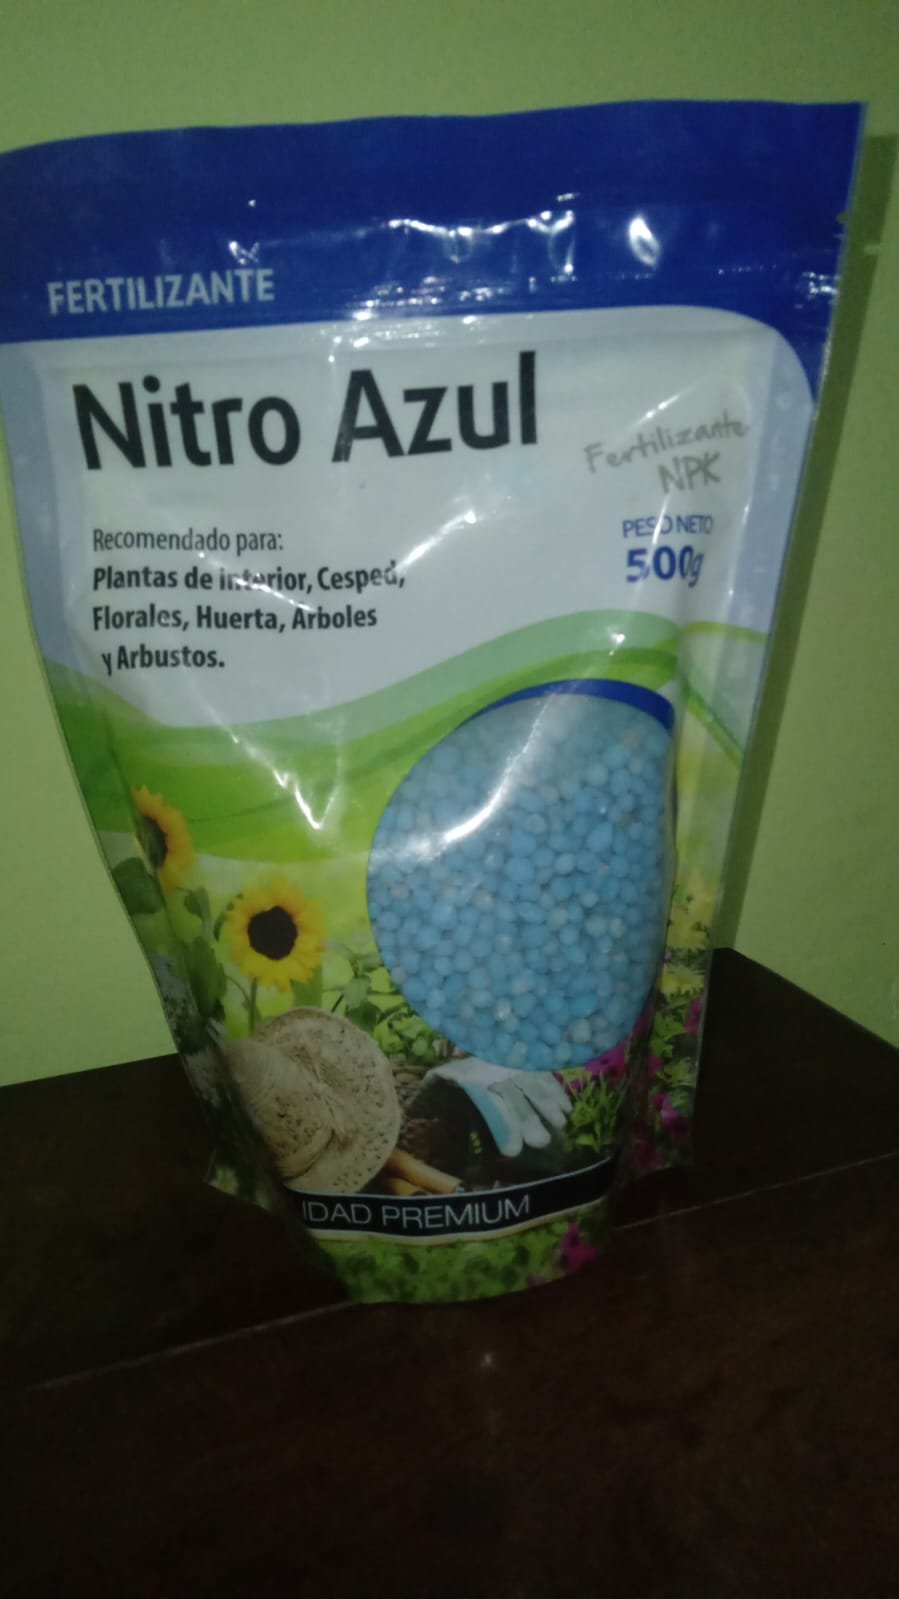 FERTILIZANTE
Nitro Azul
Fertilizante
NPK
Recomendado para:
Plantas de interior, Cesped,
Florales, Huerta, Árboles
y Arbustos.
PESO NETO
500g
IDAD PREMIUM